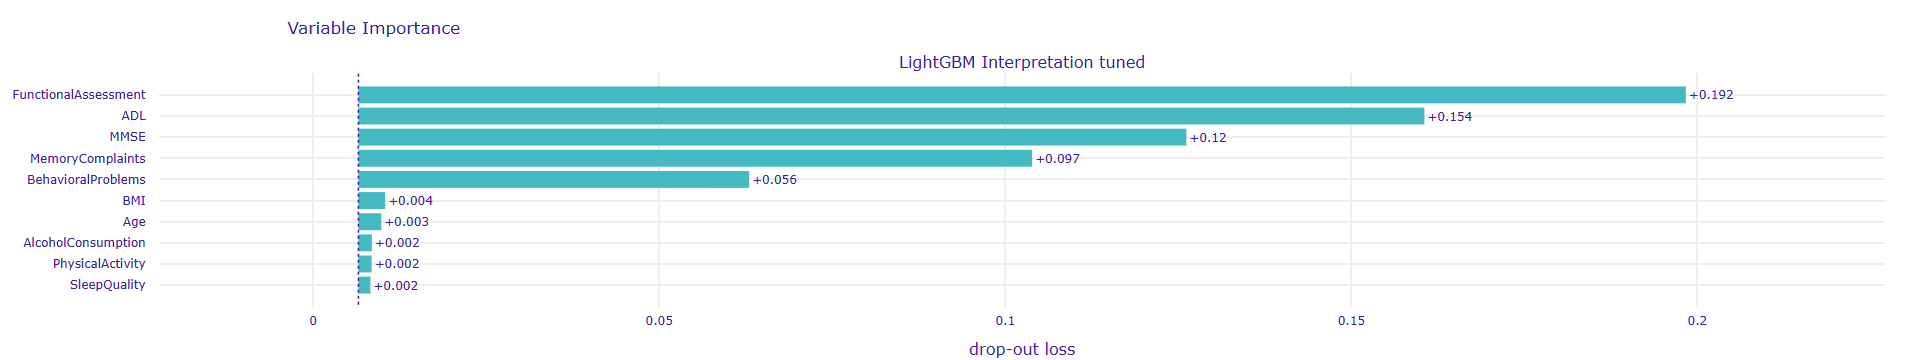 Variable Importance
LightGBM Interpretation tuned
FunctionalAssessment +0.192
ADL +0.154
MMSE +0.12
MemoryComplaints +0.097
BehavioralProblems +0.056
BMI +0.004
Age +0.003
AlcoholConsumption +0.002
PhysicalActivity +0.002
SleepQuality +0.002
0 0.05 0.1 0.15 0.2
drop-out loss